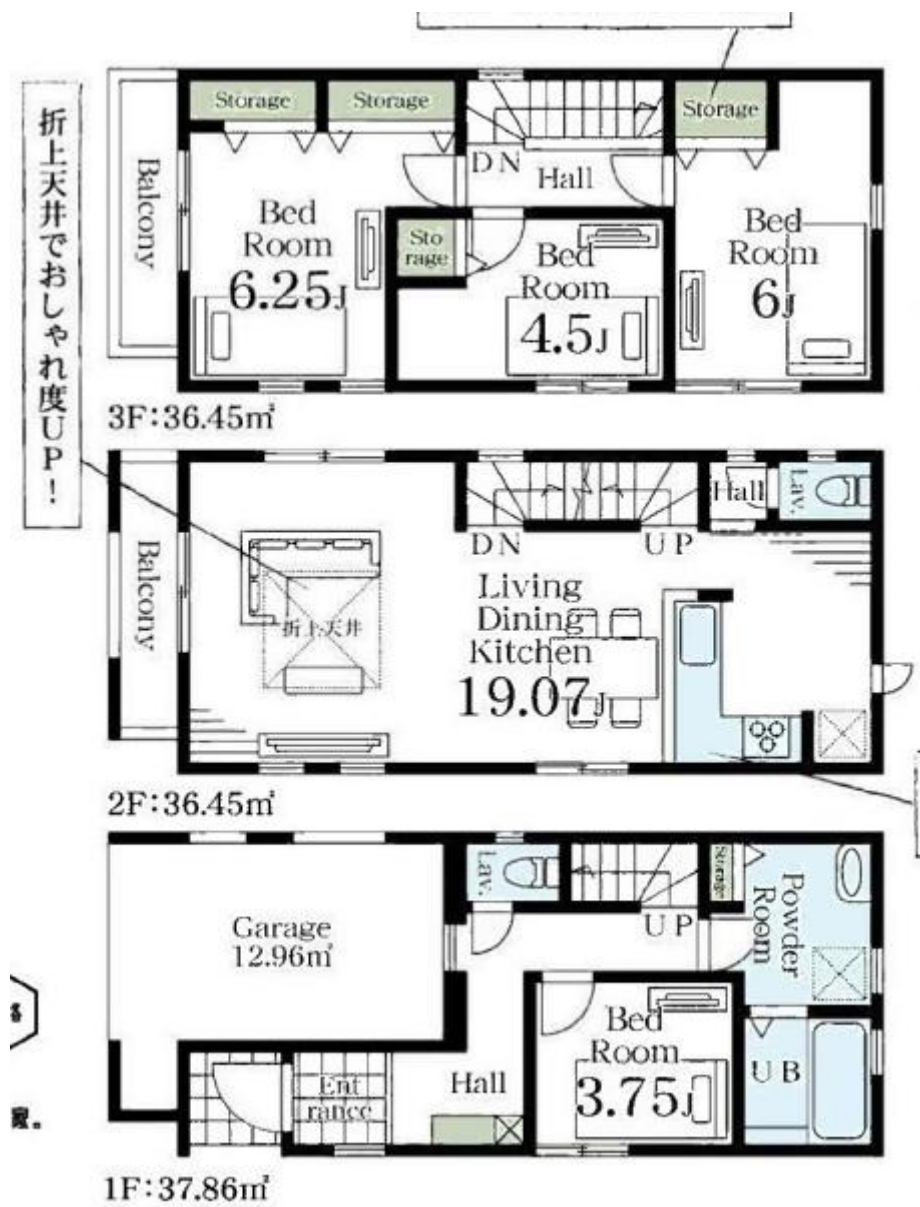 折上天井でおしゃれ度UP！
Storage
Storage
Storage
Balcony
DN
Hall
Bed
Room
6.25J
Sto
rage
Bed
Room
4.5J
Bed
Room
6J
3F:36.45㎡
Balcony
折上天井
DN
UP
Hall
Lav.
Living
Dining
Kitchen
19.07J
2F:36.45㎡
Garage
12.96㎡
Lav.
UP
Storage
Powder
Room
Ent
rance
Hall
Bed
Room
3.75J
UB
1F:37.86㎡